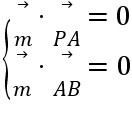 { m⃗ · PA⃗ = 0
m⃗ · AB⃗ = 0